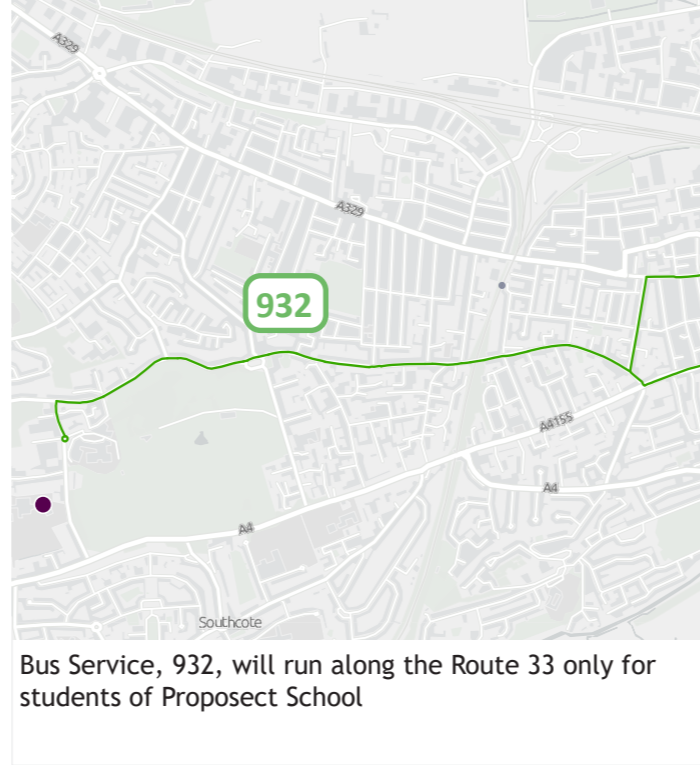 A329
A329
932
A4155
A4
A4
Southcote
Bus Service, 932, will run along the Route 33 only for
students of Proposect School